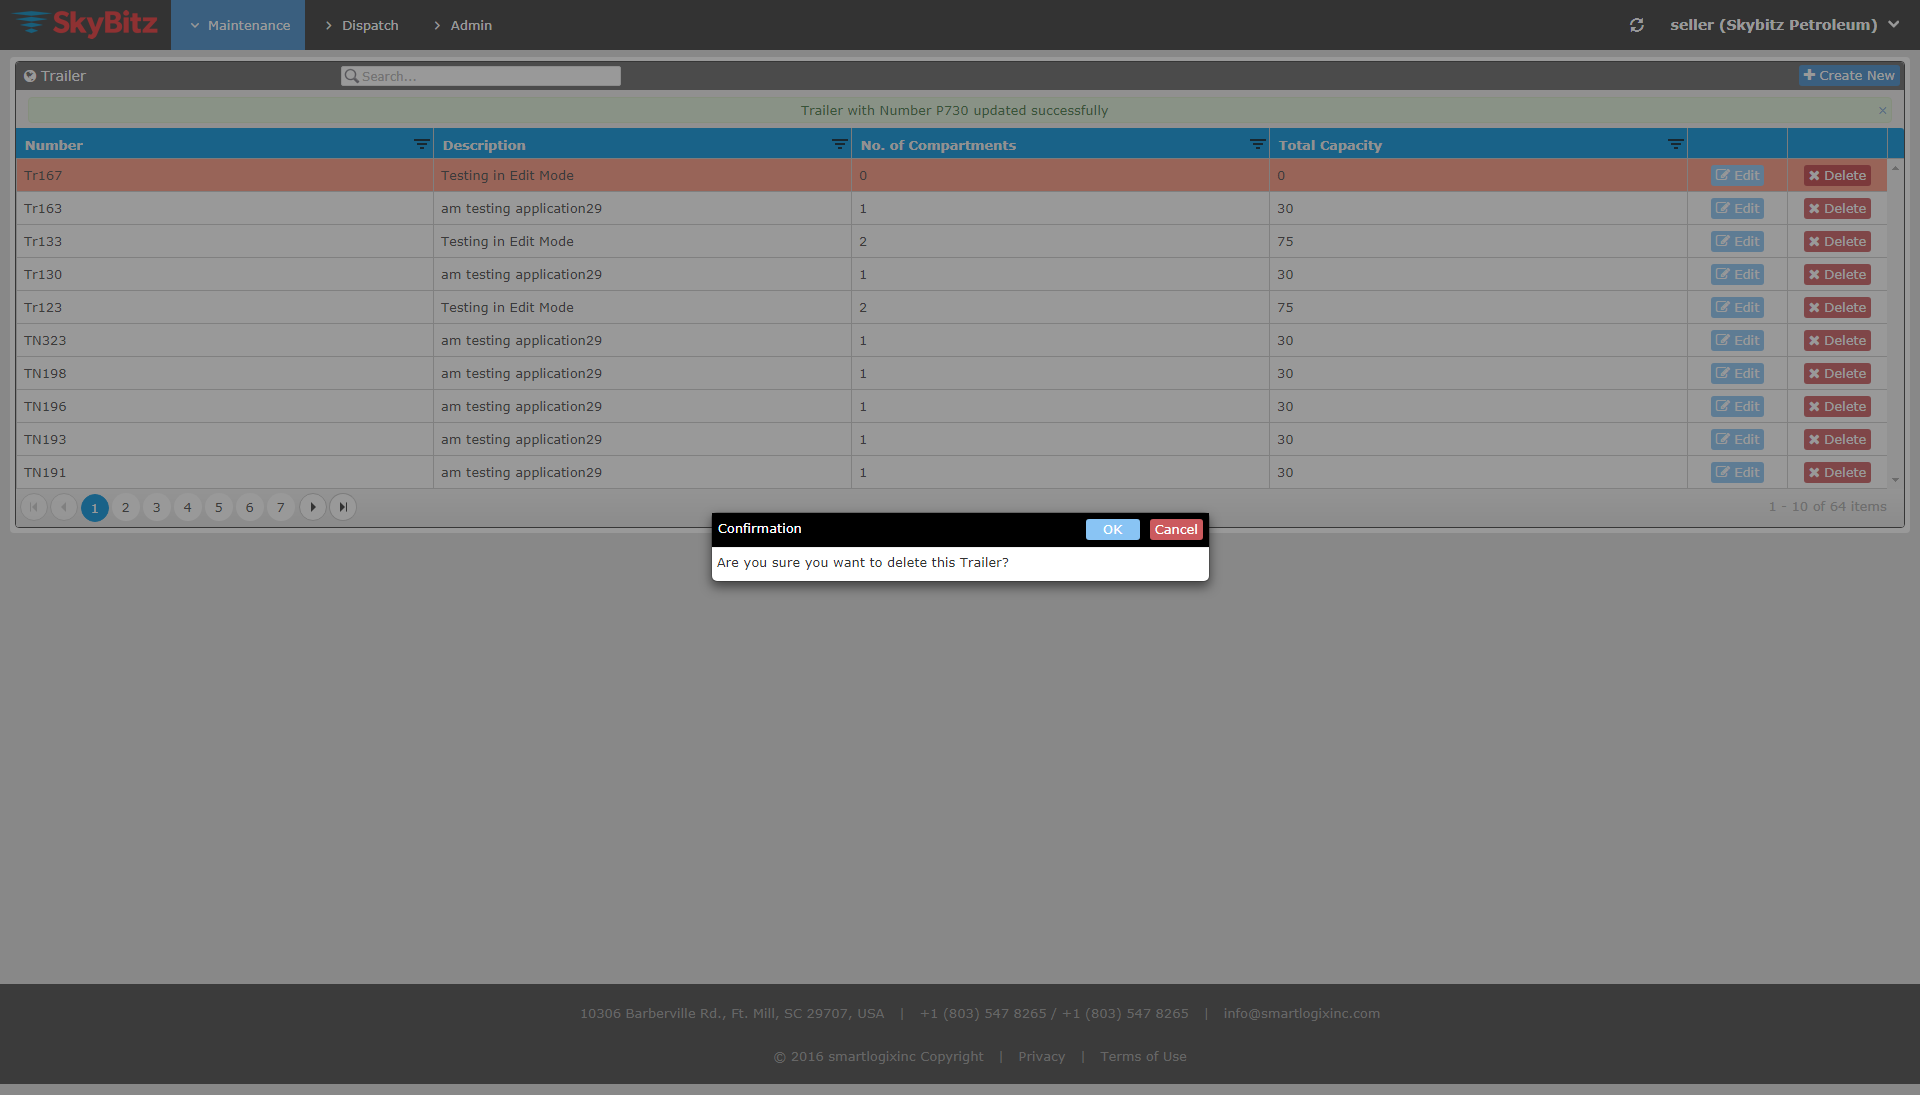 SkyBitz Maintenance Dispatch Admin seller (Skybitz Petroleum)
Trailer Search... Create New
Trailer with Number P730 updated successfully ×
Number Description No. of Compartments Total Capacity
Tr167 Testing in Edit Mode 0 0 Edit Delete
Tr163 am testing application29 1 30 Edit Delete
Tr133 Testing in Edit Mode 2 75 Edit Delete
Tr130 am testing application29 1 30 Edit Delete
Tr123 Testing in Edit Mode 2 75 Edit Delete
TN323 am testing application29 1 30 Edit Delete
TN198 am testing application29 1 30 Edit Delete
TN196 am testing application29 1 30 Edit Delete
TN193 am testing application29 1 30 Edit Delete
TN191 am testing application29 1 30 Edit Delete
1 2 3 4 5 6 7 1 - 10 of 64 items
Confirmation OK Cancel
Are you sure you want to delete this Trailer?
10306 Barberville Rd., Ft. Mill, SC 29707, USA | +1 (803) 547 8265 / +1 (803) 547 8265 | info@smartlogixinc.com
© 2016 smartlogixinc Copyright | Privacy | Terms of Use